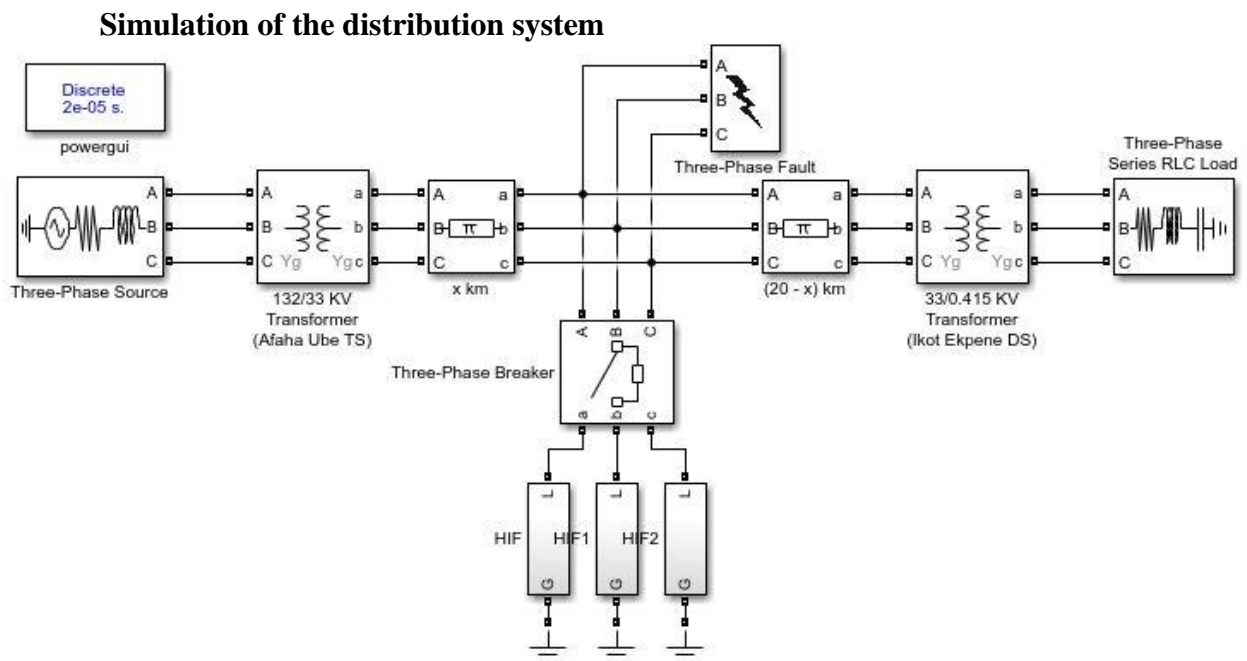 Simulation of the distribution system
Discrete
2e-05 s.
powergui
A
B
C
Three-Phase Fault
Three-Phase
Series RLC Load
A
B
C
Three-Phase Source
A a
B b
C Yg Yg c
132/33 KV
Transformer
(Afaha Ube TS)
A a
B π b
C c
x km
A a
B π b
C c
(20 - x) km
A a
B b
C Yg Yg c
33/0.415 KV
Transformer
(Ikot Ekpene DS)
A
B
C
A B C
Three-Phase Breaker
a b c
L L L
HIF HIF1 HIF2
G G G